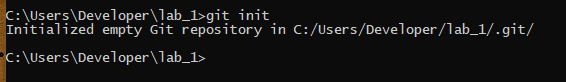 C:\Users\Developer\lab_1>git init
Initialized empty Git repository in C:/Users/Developer/lab_1/.git/
C:\Users\Developer\lab_1>